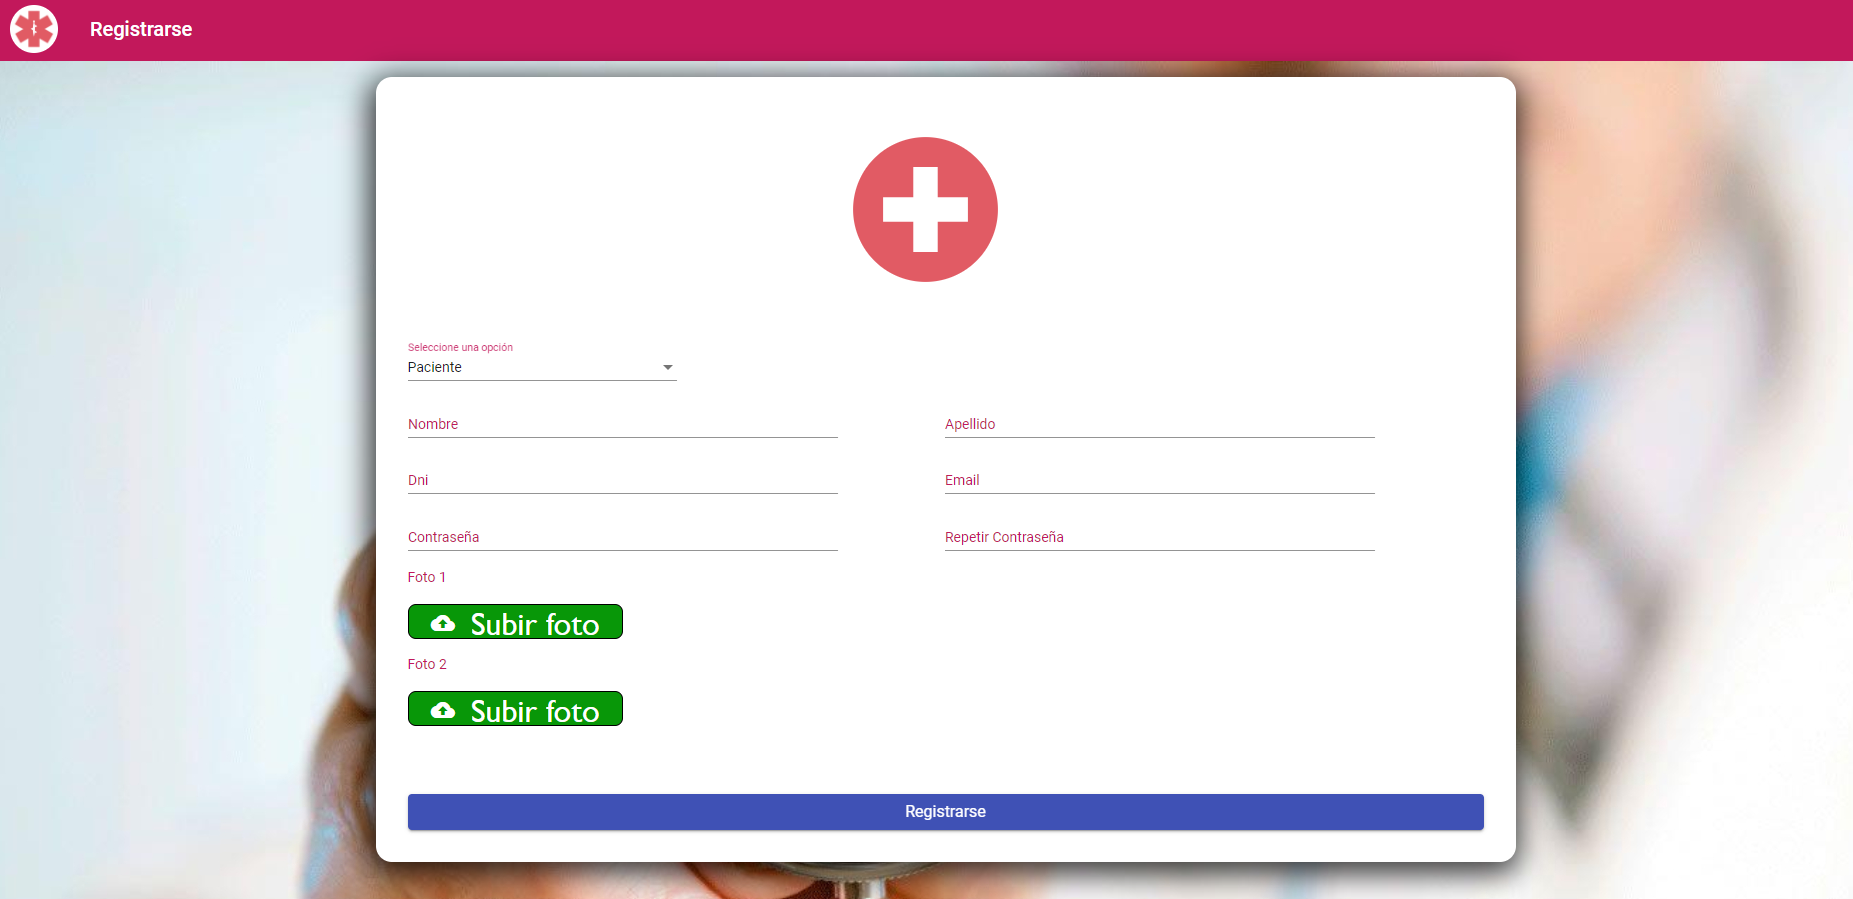 Registrarse
Seleccione una opción
Paciente
Nombre
Apellido
Dni
Email
Contraseña
Repetir Contraseña
Foto 1
Subir foto
Foto 2
Subir foto
Registrarse